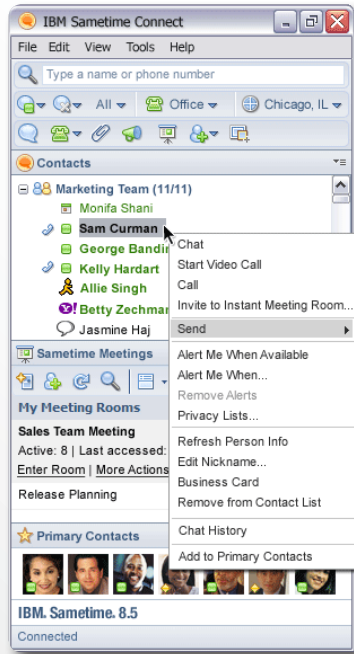 IBM Sametime Connect
File Edit View Tools Help
Type a name or phone number
All Office Chicago, IL
Contacts
Marketing Team (11/11)
Monifa Shani
Sam Curman
George Bandin
Kelly Hardart
Allie Singh
Betty Zechmar
Jasmine Haj
Chat
Start Video Call
Call
Invite to Instant Meeting Room...
Send
Alert Me When Available
Alert Me When...
Remove Alerts
Privacy Lists...
Refresh Person Info
Edit Nickname...
Business Card
Remove from Contact List
Chat History
Add to Primary Contacts
Sametime Meetings
My Meeting Rooms
Sales Team Meeting
Active: 8 | Last accessed:
Enter Room | More Actions
Release Planning
Primary Contacts
IBM. Sametime. 8.5
Connected